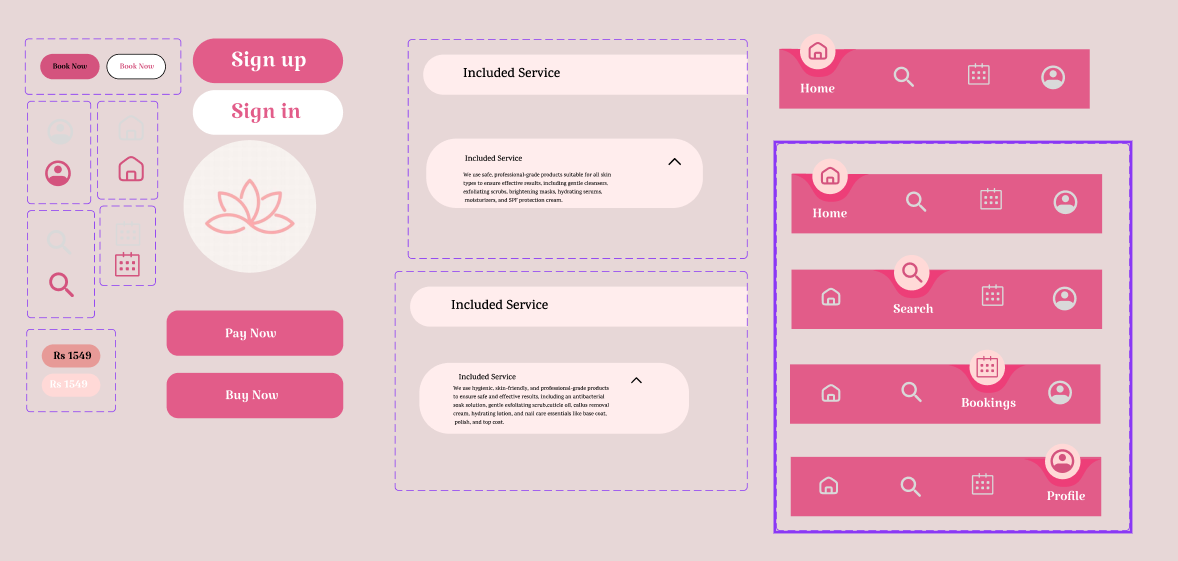 Book Now
Book Now
Sign up
Sign in
Pay Now
Buy Now
Rs 1549
Rs 1549
Included Service
Included Service
We use safe, professional-grade products suitable for all skin
types to ensure effective results, including gentle cleansers.
exfoliating scrubs, brightening masks, hydrating serums.
moisturizers, and SPF protection cream.
Included Service
Included Service
We use hygienic, skin-friendly, and professional-grade products
to ensure safe and effective results, including an antibacterial
soak solution, gentle exfoliating scrub,cuticle oil, callus removal
cream, hydrating lotion, and nail care essentials like base coat,
polish, and top cost.
Home
Home
Search
Bookings
Profile